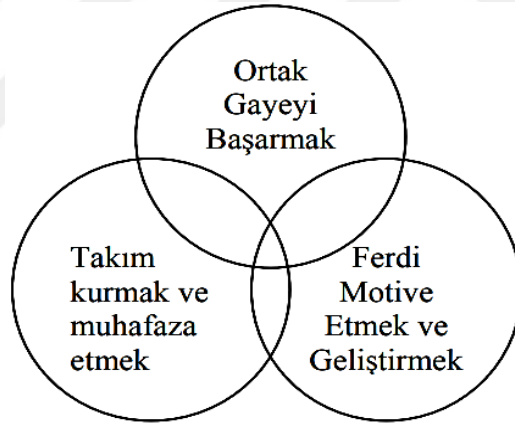 Ortak
Gayeyi
Başarmak
Takım
kurmak ve
muhafaza
etmek
Ferdi
Motive
Etmek ve
Geliştirmek